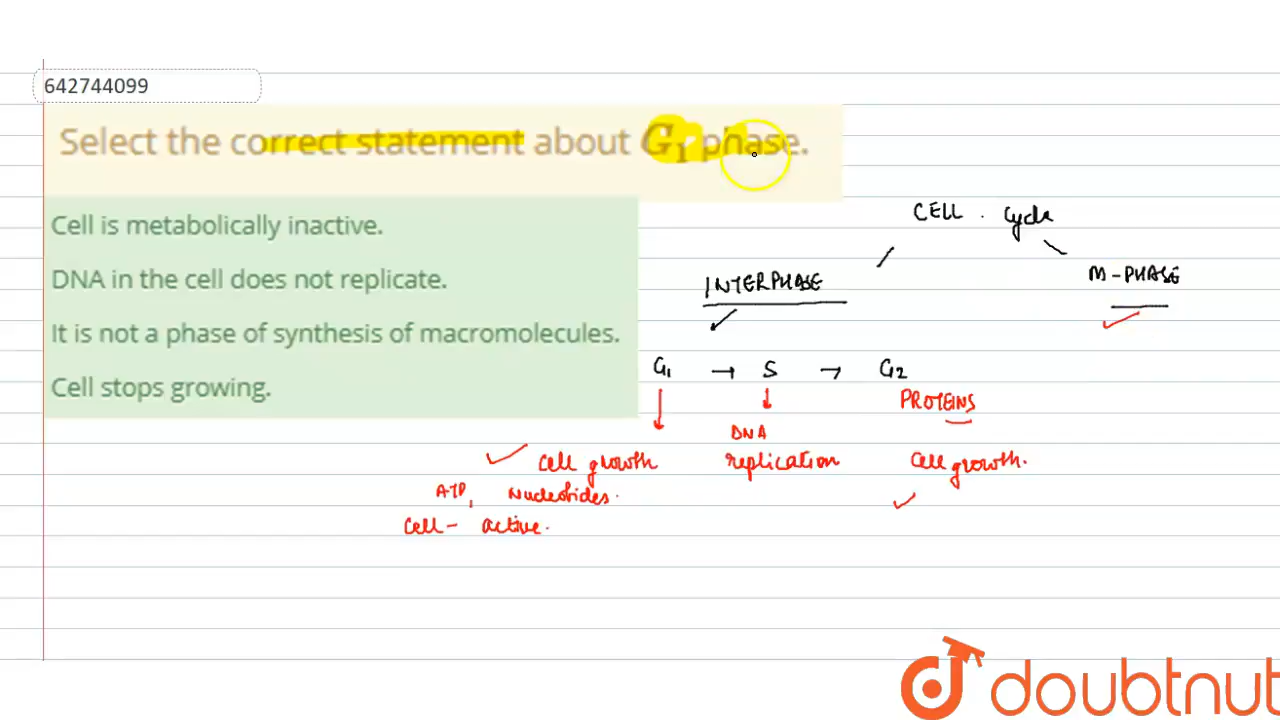 642744099
Select the correct statement about G₁ phase.
Cell is metabolically inactive.
DNA in the cell does not replicate.
It is not a phase of synthesis of macromolecules.
Cell stops growing.
CELL . Cycle
INTERPHASE
M-PHASE
G₁ → S → G₂
PROTEINS
DNA
Cell growth
replication
Cell growth.
ATP, Nucleotides.
Cell - active.
doubtnut